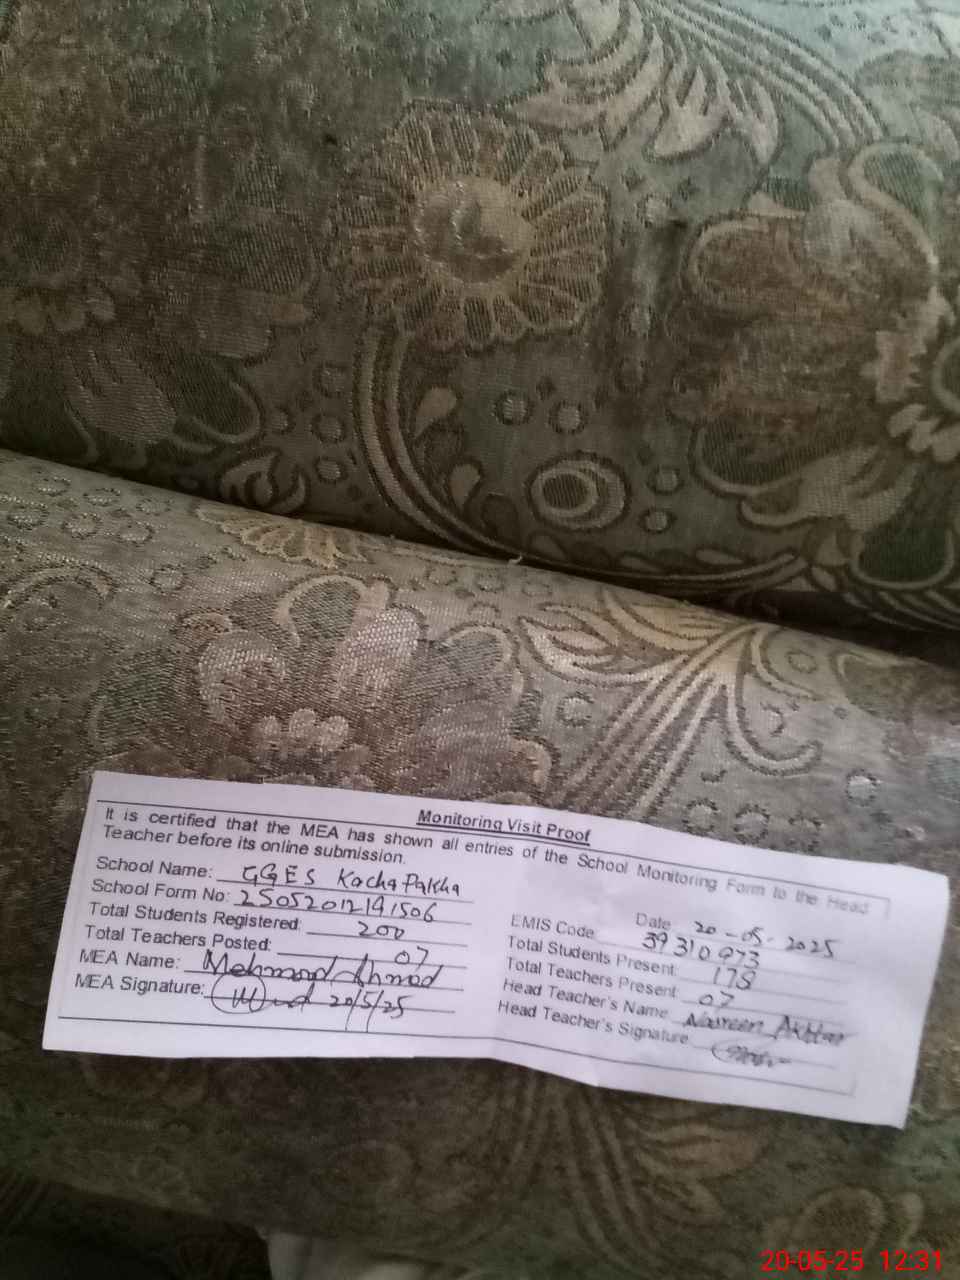 Monitoring Visit Proof
It is certified that the MEA has shown all entries of the School Monitoring Form to the Head
Teacher before its online submission.
Date 20-05-2025
School Name: GGES Kacha Pakha
EMIS Code 39310973
School Form No: 25052012141506
Total Students Present: 178
Total Students Registered: 200
Total Teachers Present: 07
Total Teachers Posted: 07
Head Teacher's Name Noureen Akhtar
MEA Name: Mehmood Ahmad
Head Teacher's Signature
MEA Signature: 20/5/25
20-05-25 12:31